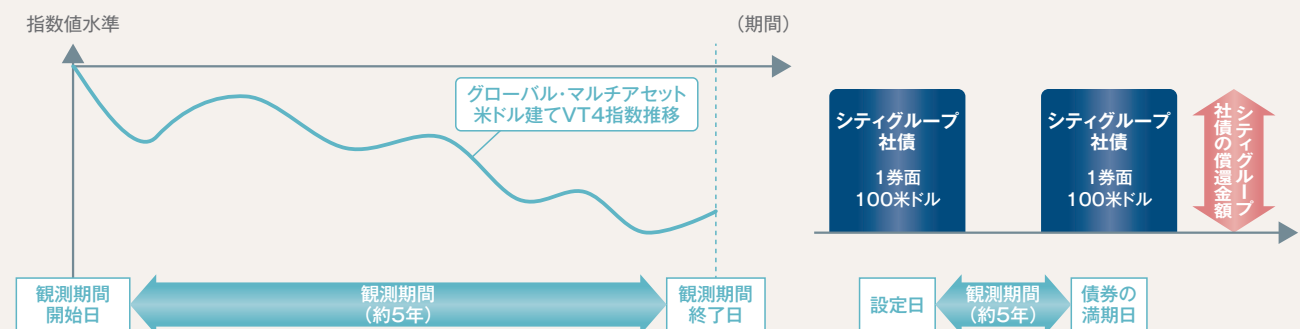 指数値水準
（期間）
グローバル・マルチアセット
米ドル建てVT4指数推移
観測期間
開始日
観測期間
（約5年）
観測期間
終了日
シティグループ
社債
1券面
100米ドル
シティグループ
社債
1券面
100米ドル
シティグループ
社債の償還金額
設定日
観測期間
（約5年）
債券の
満期日